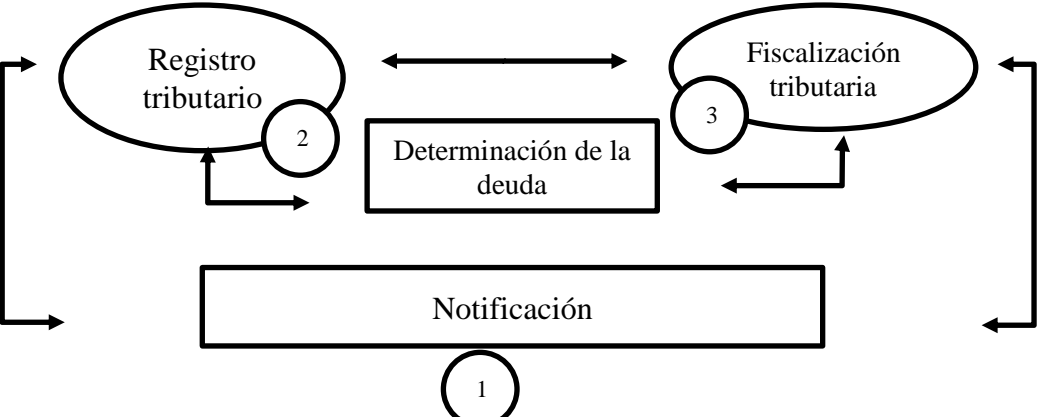 Registro
tributario
2
Fiscalización
tributaria
3
Determinación de la
deuda
Notificación
1